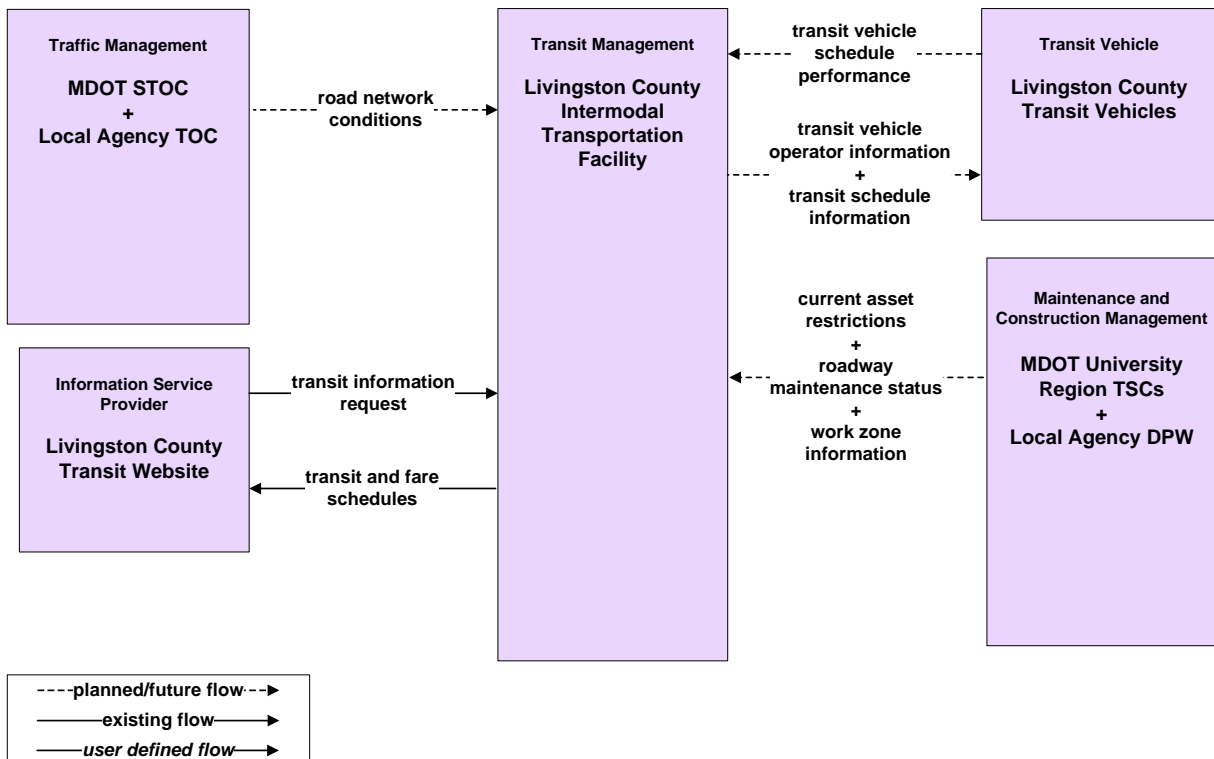 Traffic Management
MDOT STOC
+
Local Agency TOC
road network
conditions
Transit Management
Livingston County
Intermodal
Transportation
Facility
transit vehicle
schedule
performance
transit vehicle
operator information
+
transit schedule
information
Transit Vehicle
Livingston County
Transit Vehicles
Information Service
Provider
Livingston County
Transit Website
transit information
request
transit and fare
schedules
current asset
restrictions
+
roadway
maintenance status
+
work zone
information
Maintenance and
Construction Management
MDOT University
Region TSCs
+
Local Agency DPW
planned/future flow
existing flow
user defined flow